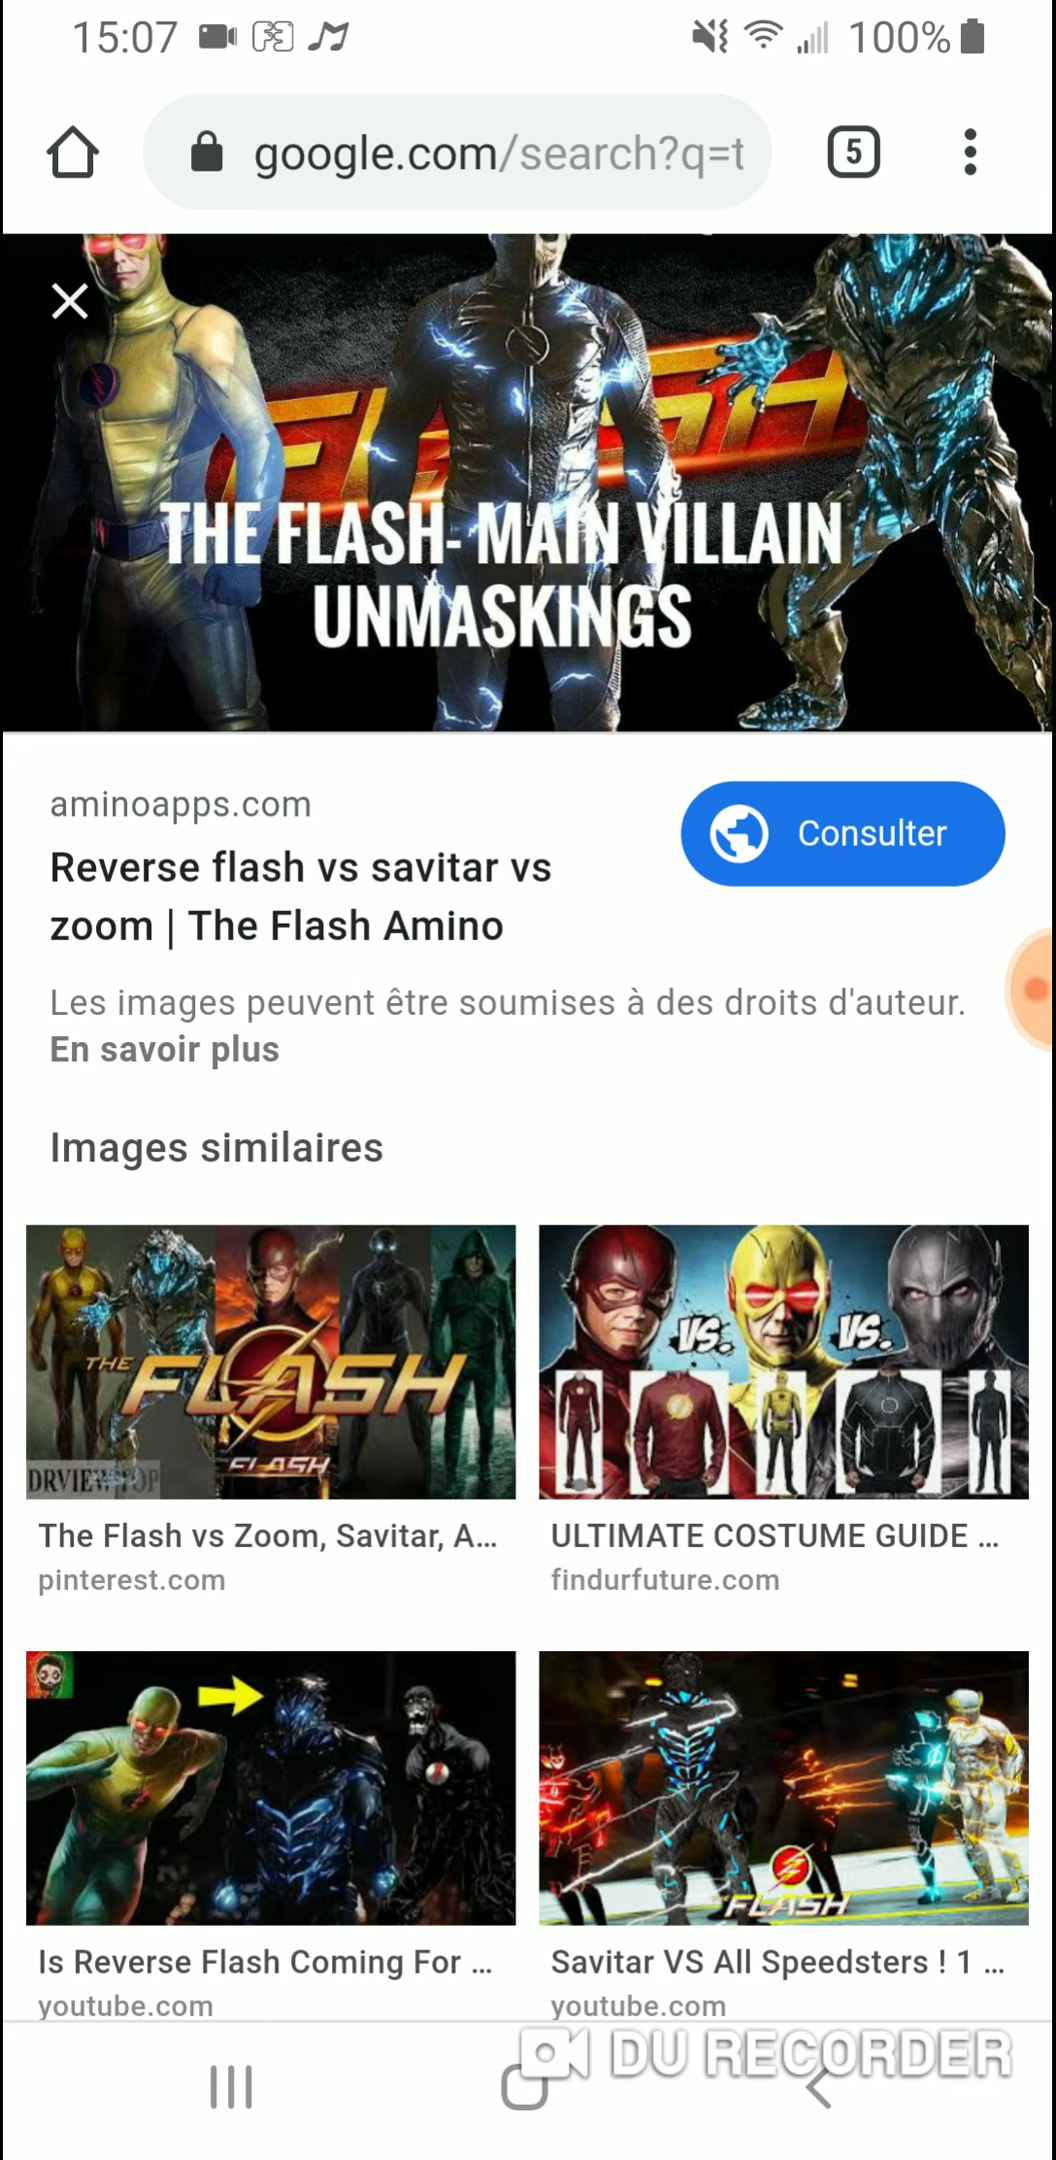 15:07
100%
google.com/search?q=t
5
FLASH
THE FLASH- MAIN VILLAIN
UNMASKINGS
aminoapps.com
Consulter
Reverse flash vs savitar vs
zoom | The Flash Amino
Les images peuvent être soumises à des droits d'auteur.
En savoir plus
Images similaires
THE FLASH
FLASH
VS. VS.
The Flash vs Zoom, Savitar, A...
pinterest.com
ULTIMATE COSTUME GUIDE ...
findurfuture.com
FLASH
Is Reverse Flash Coming For ...
youtube.com
Savitar VS All Speedsters ! 1 ...
youtube.com
DU RECORDER